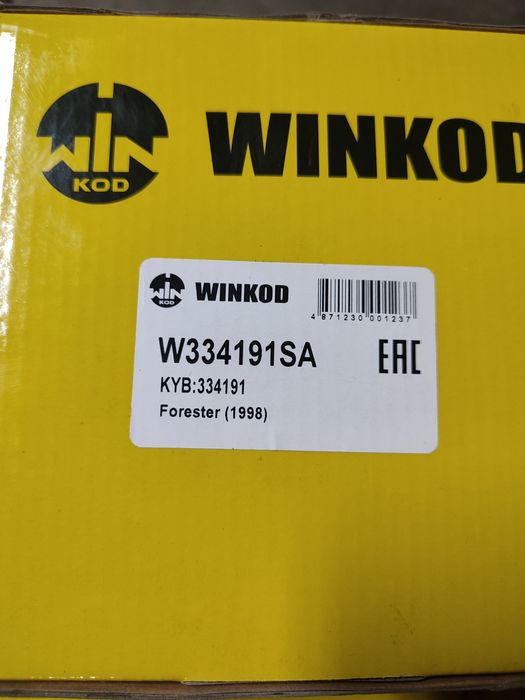 WIN
KOD
WINKOD
WIN
KOD
WINKOD
4 871230 001237
W334191SA
EAC
KYB:334191
Forester (1998)